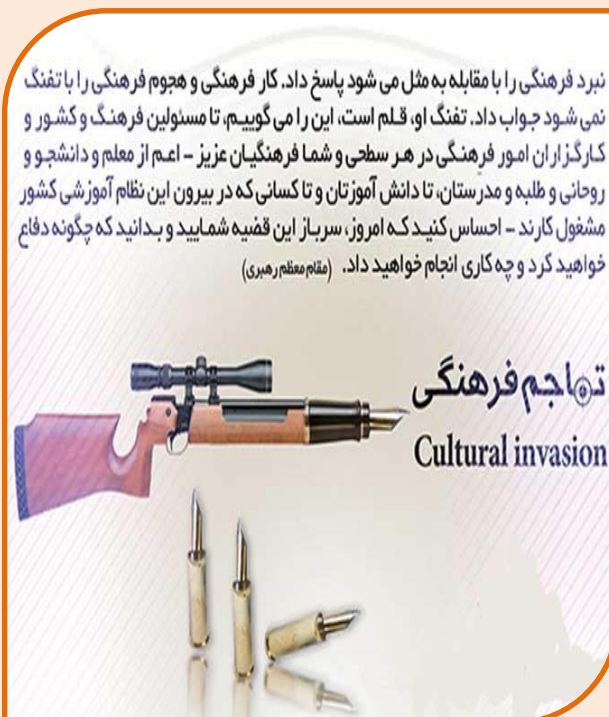 نبرد فرهنگی را با مقابله به مثل می شود پاسخ داد. کار فرهنگی و هجوم فرهنگی را با تفنگ
نمی شود جواب داد. تفنگ او، قلم است، این را می گوییم، تا مسئولین فرهنگ و کشور و
کارگزاران امور فرهنگی در هر سطحی و شما فرهنگیان عزیز – اعم از معلم و دانشجو و
روحانی و طلبه و مدرستان، تا دانش آموزتان و تا کسانی که در بیرون این نظام آموزشی کشور
مشغول کارند – احساس کنید که امروز، سرباز این قضیه شمایید و بدانید که چگونه دفاع
خواهید کرد و چه کاری انجام خواهید داد. (مقام معظم رهبری)
تهاجم فرهنگی
Cultural invasion